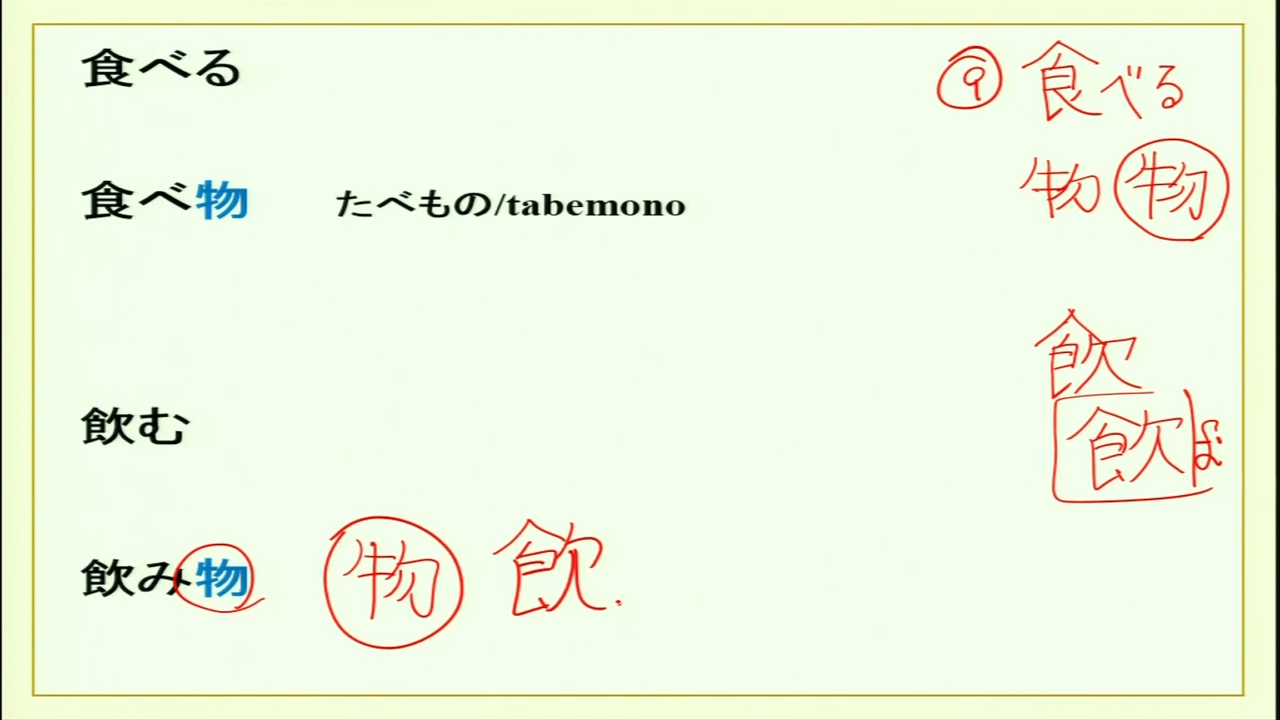 食べる
⑨ 食べる
食べ物 たべもの/tabemono
物 物
飲
飲む
飲
飲み物 物 飲